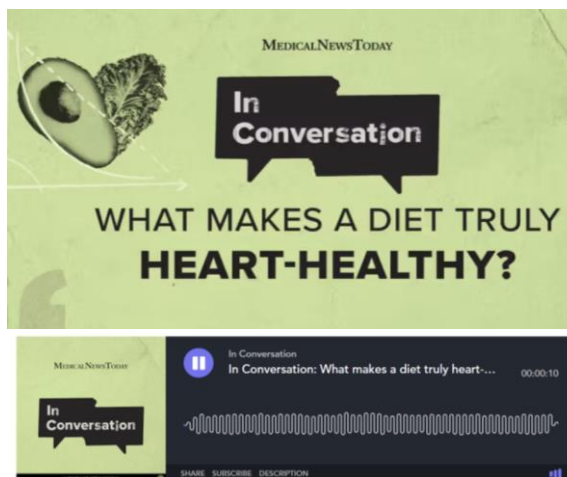 MEDICALNEWSTODAY
In
Conversation
WHAT MAKES A DIET TRULY
HEART-HEALTHY?
MEDICALNEWSTODAY
In
Conversation
In Conversation
In Conversation: What makes a diet truly heart-...
00:00:10
SHARE SUBSCRIBE DESCRIPTION